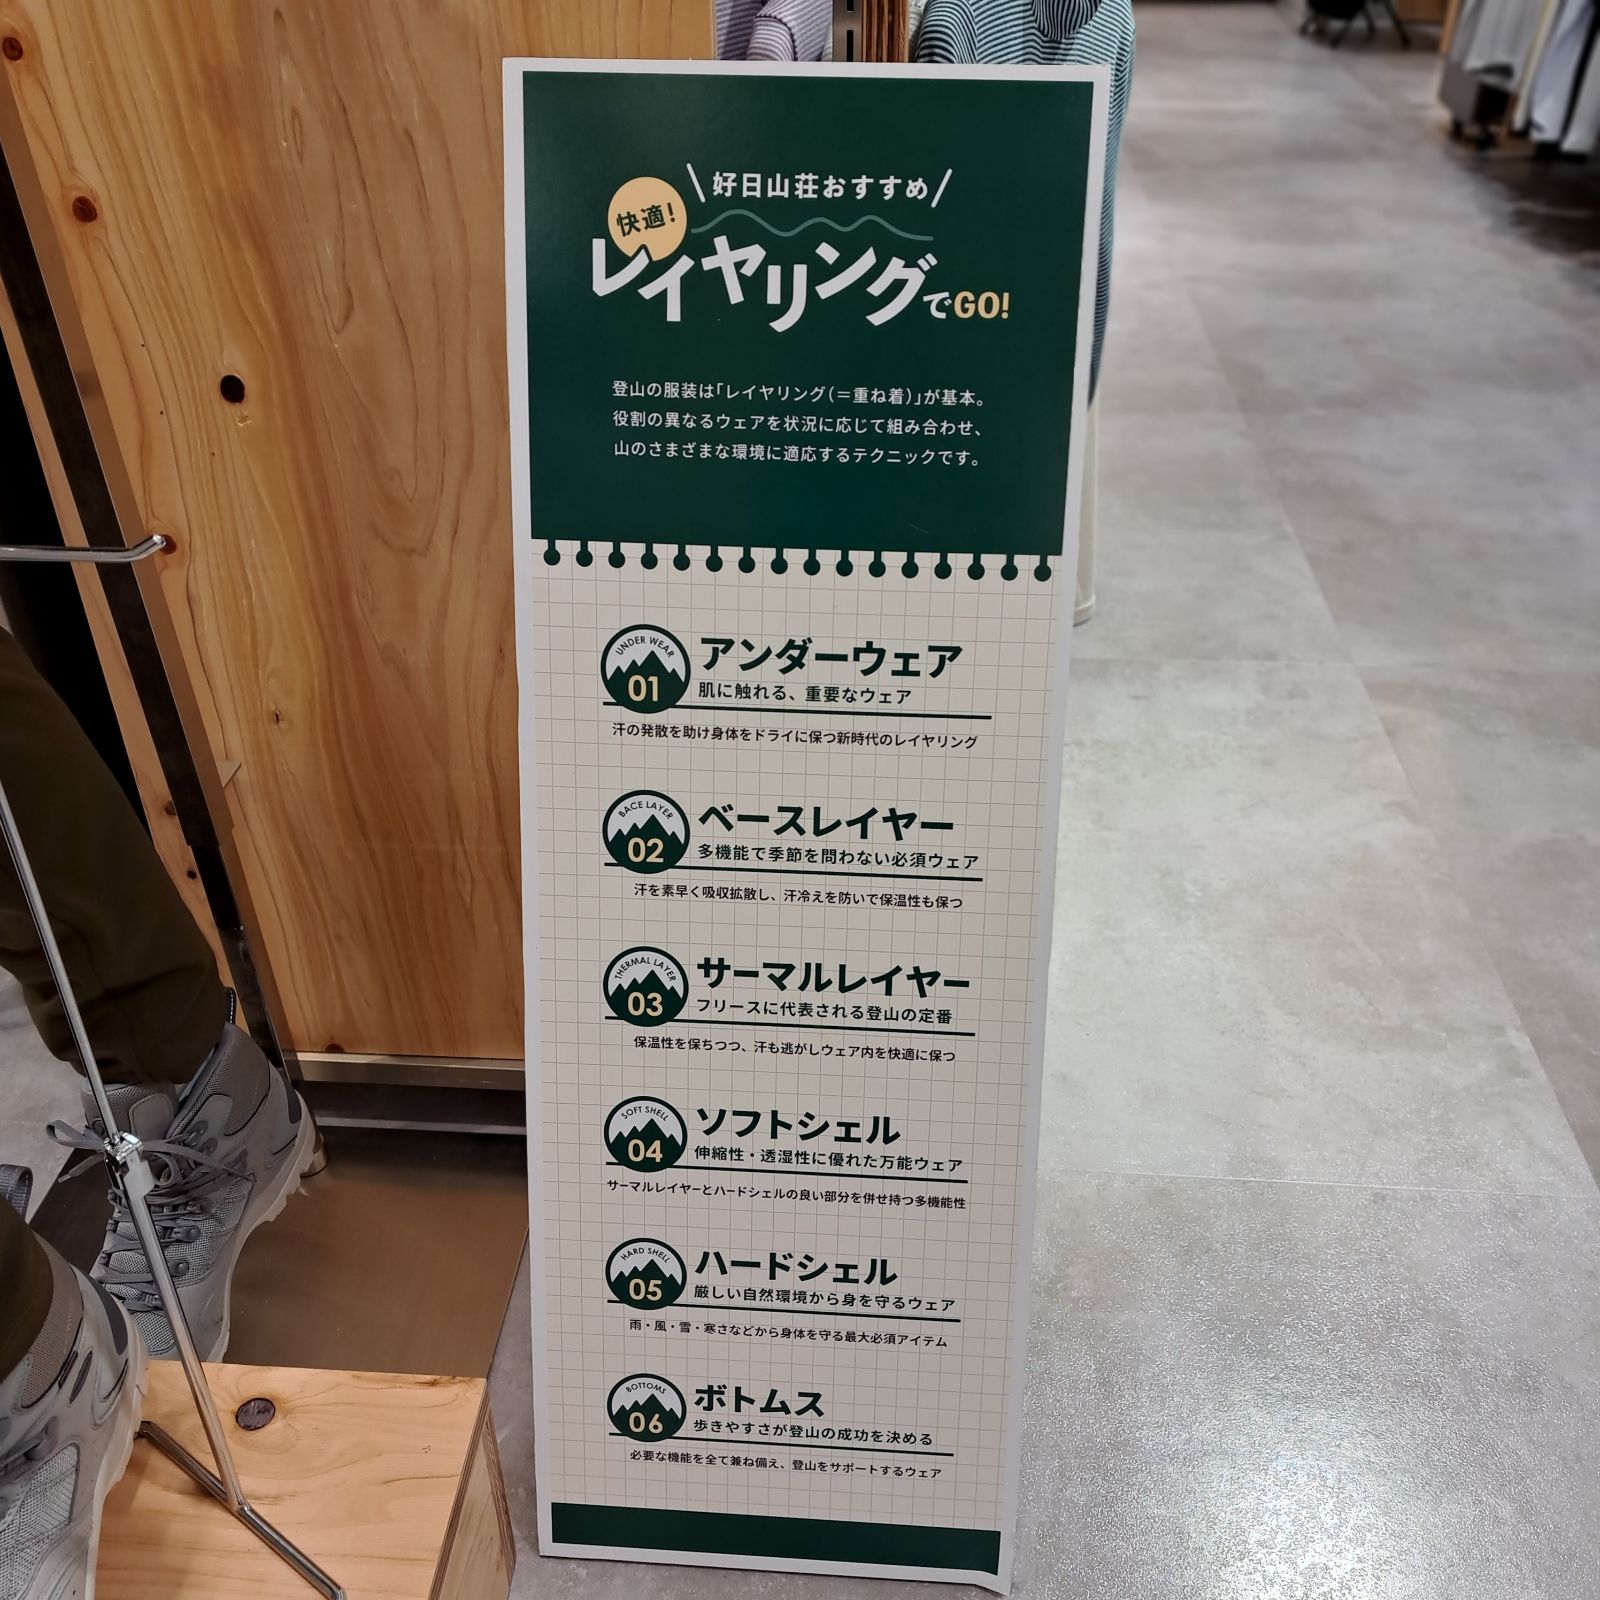 好日山荘おすすめ
快適!
レイヤリングでGO!
登山の服装は「レイヤリング(=重ね着)」が基本。
役割の異なるウェアを状況に応じて組み合わせ、
山のさまざまな環境に適応するテクニックです。
UNDER WEAR
01
アンダーウェア
肌に触れる、重要なウェア
汗の発散を助け身体をドライに保つ新時代のレイヤリング
BACE LAYER
02
ベースレイヤー
多機能で季節を問わない必須ウェア
汗を素早く吸収拡散し、汗冷えを防いで保温性も保つ
THERMAL LAYER
03
サーマルレイヤー
フリースに代表される登山の定番
保温性を保ちつつ、汗も逃がしウェア内を快適に保つ
SOFT SHELL
04
ソフトシェル
伸縮性・透湿性に優れた万能ウェア
サーマルレイヤーとハードシェルの良い部分を併せ持つ多機能性
HARD SHELL
05
ハードシェル
厳しい自然環境から身を守るウェア
雨・風・雪・寒さなどから身体を守る最大必須アイテム
BOTTOMS
06
ボトムス
歩きやすさが登山の成功を決める
必要な機能を全て兼ね備え、登山をサポートするウェア